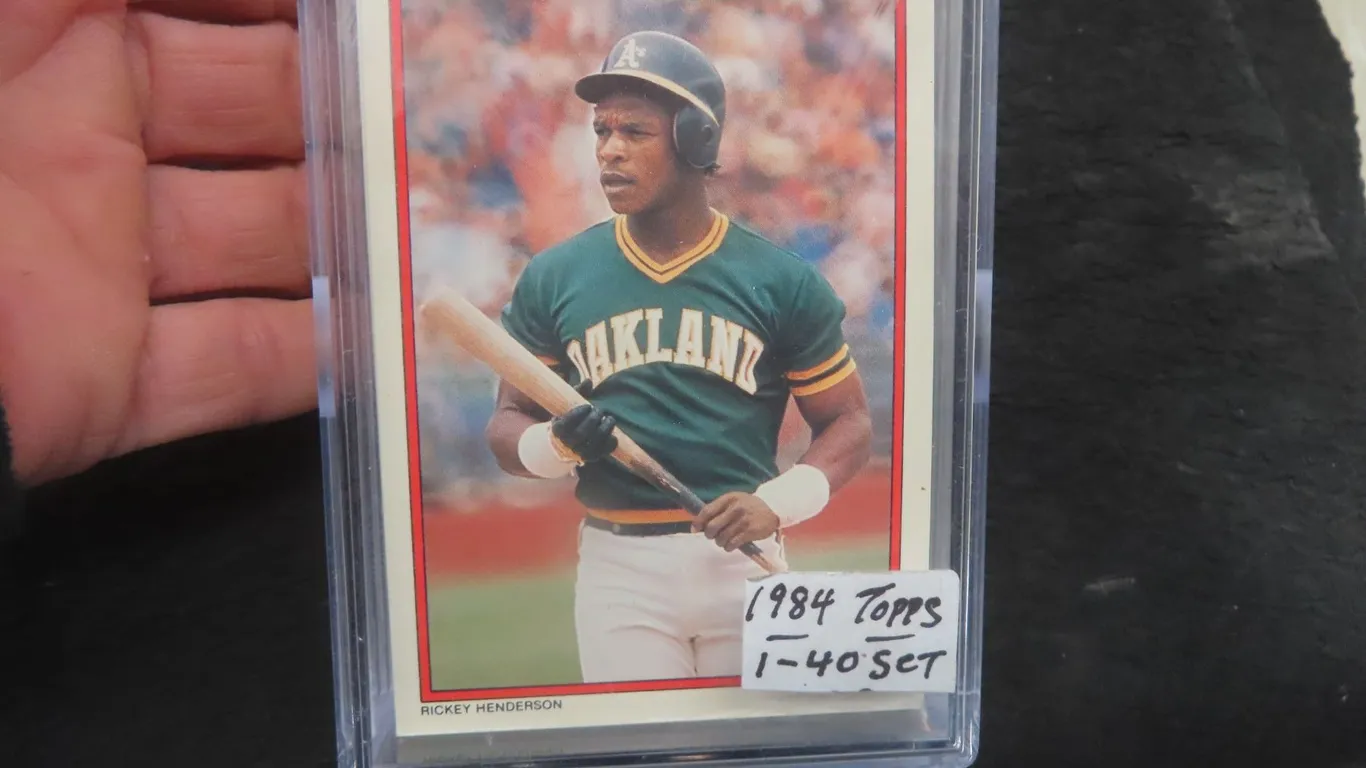 A's
OAKLAND
1984 TOPPS
1-40 SET
RICKEY HENDERSON